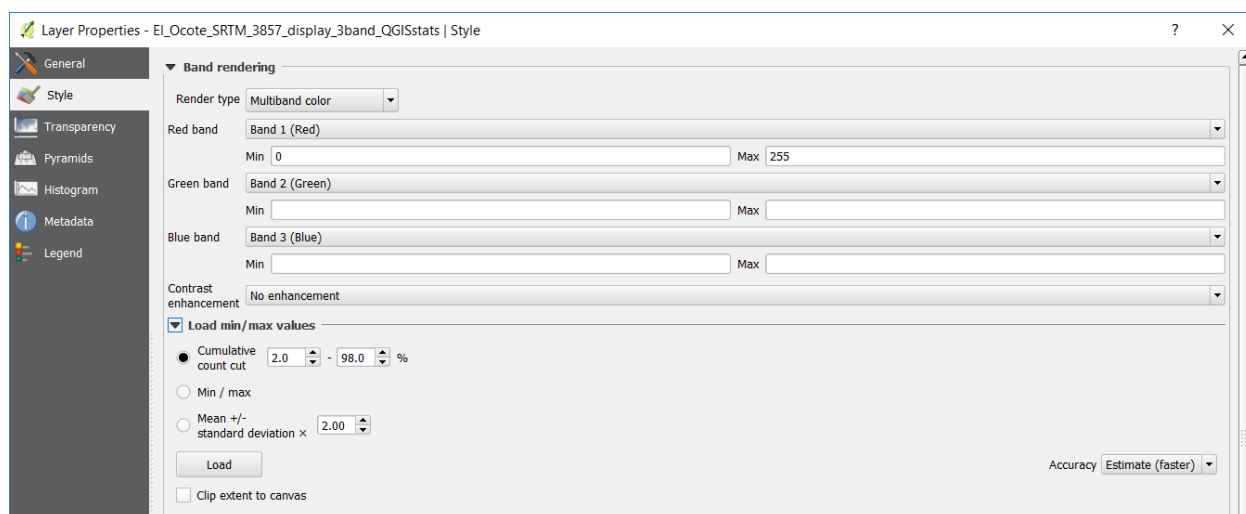 Layer Properties - El_Ocote_SRTM_3857_display_3band_QGISstats | Style ? X
General
Style
Transparency
Pyramids
Histogram
Metadata
Legend
Band rendering
Render type Multiband color
Red band Band 1 (Red)
Min 0 Max 255
Green band Band 2 (Green)
Min Max
Blue band Band 3 (Blue)
Min Max
Contrast
enhancement No enhancement
Load min/max values
Cumulative
count cut 2.0 - 98.0 %
Min / max
Mean +/-
standard deviation × 2.00
Load Accuracy Estimate (faster)
Clip extent to canvas